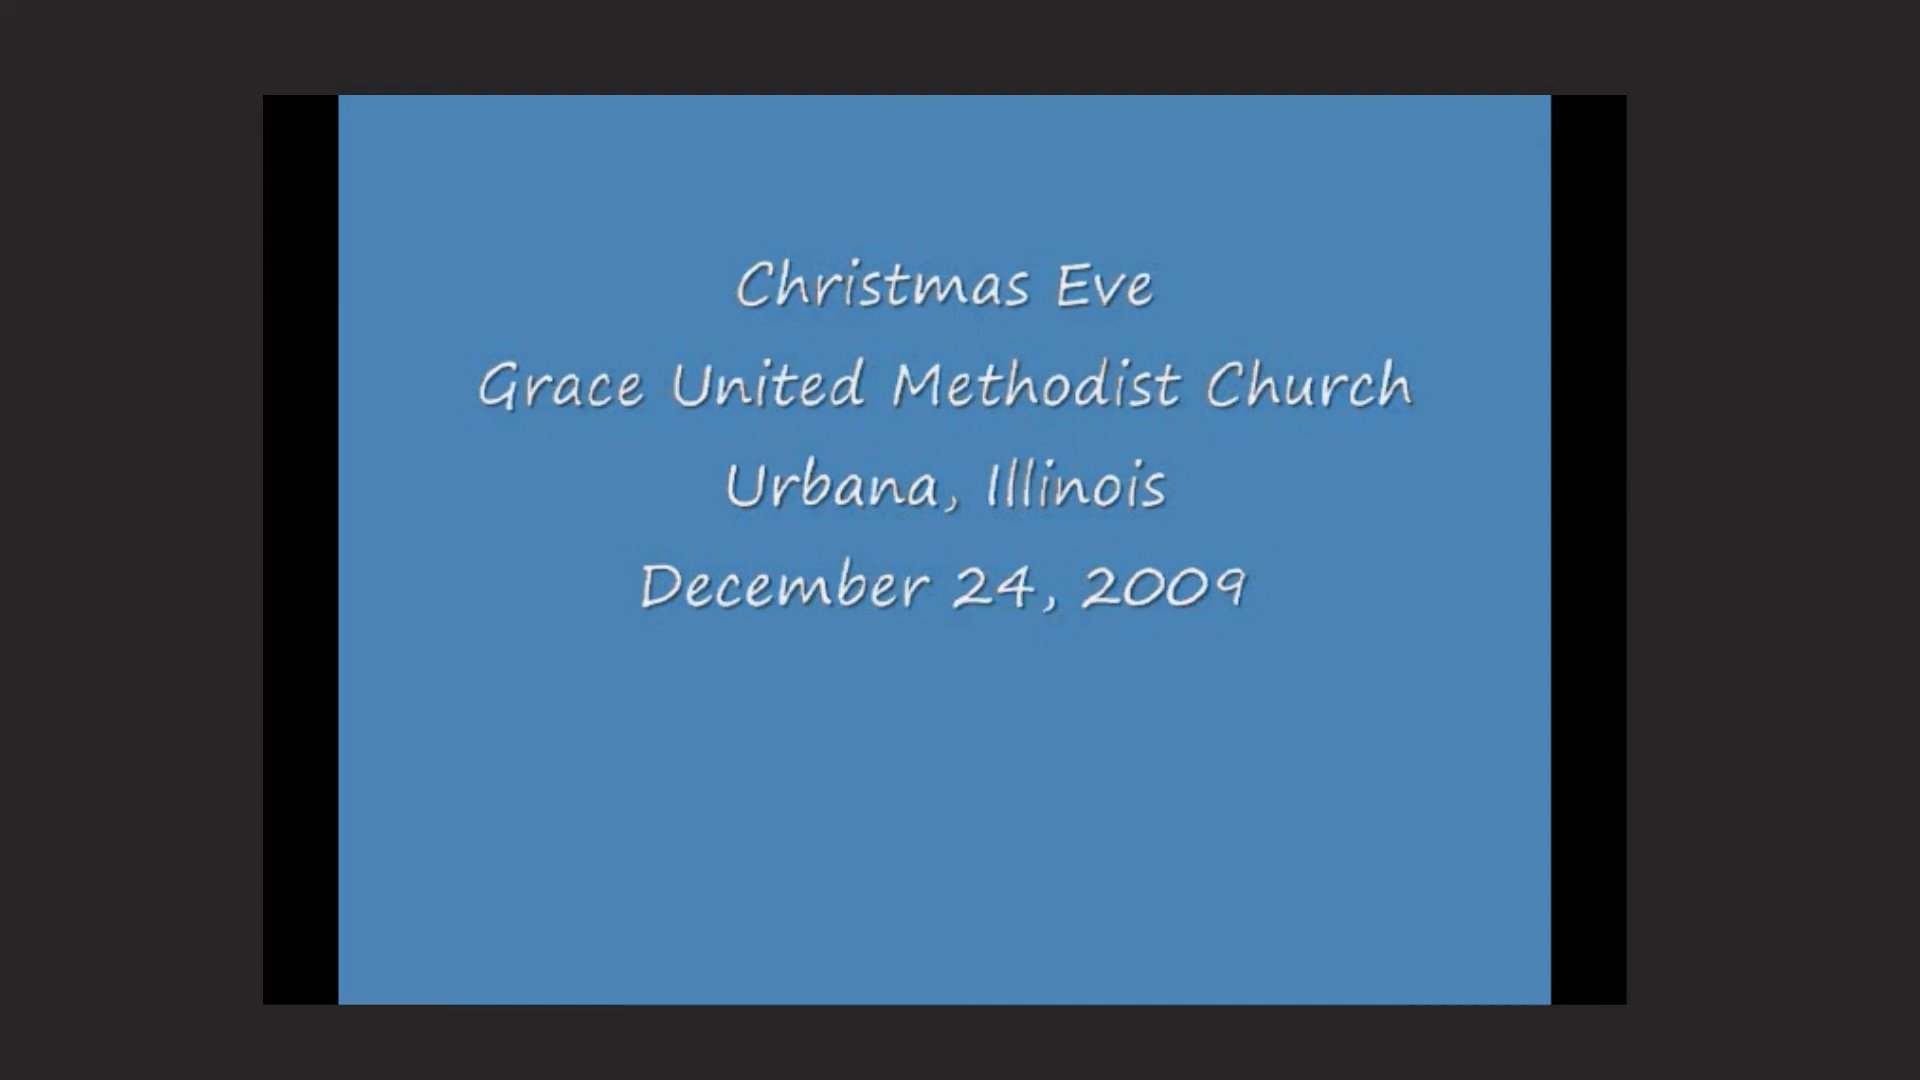 Christmas Eve
Grace United Methodist Church
Urbana, Illinois
December 24, 2009